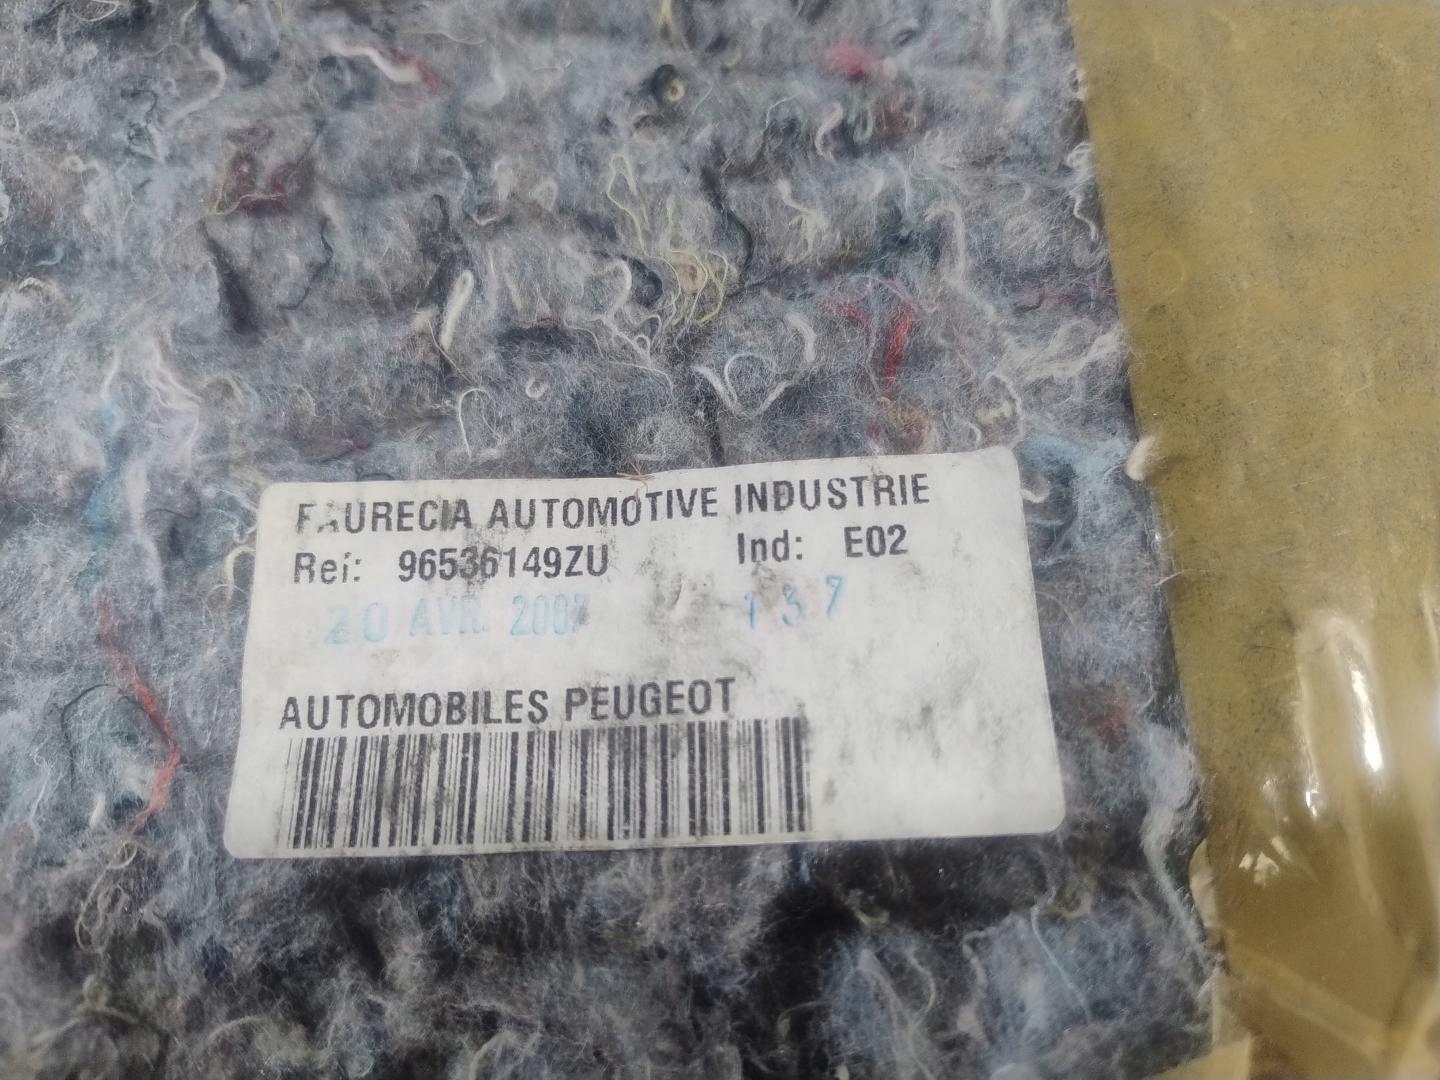 FAURECIA AUTOMOTIVE INDUSTRIE
Ref: 96536149ZU Ind: E02
20 AVR. 2007 137
AUTOMOBILES PEUGEOT